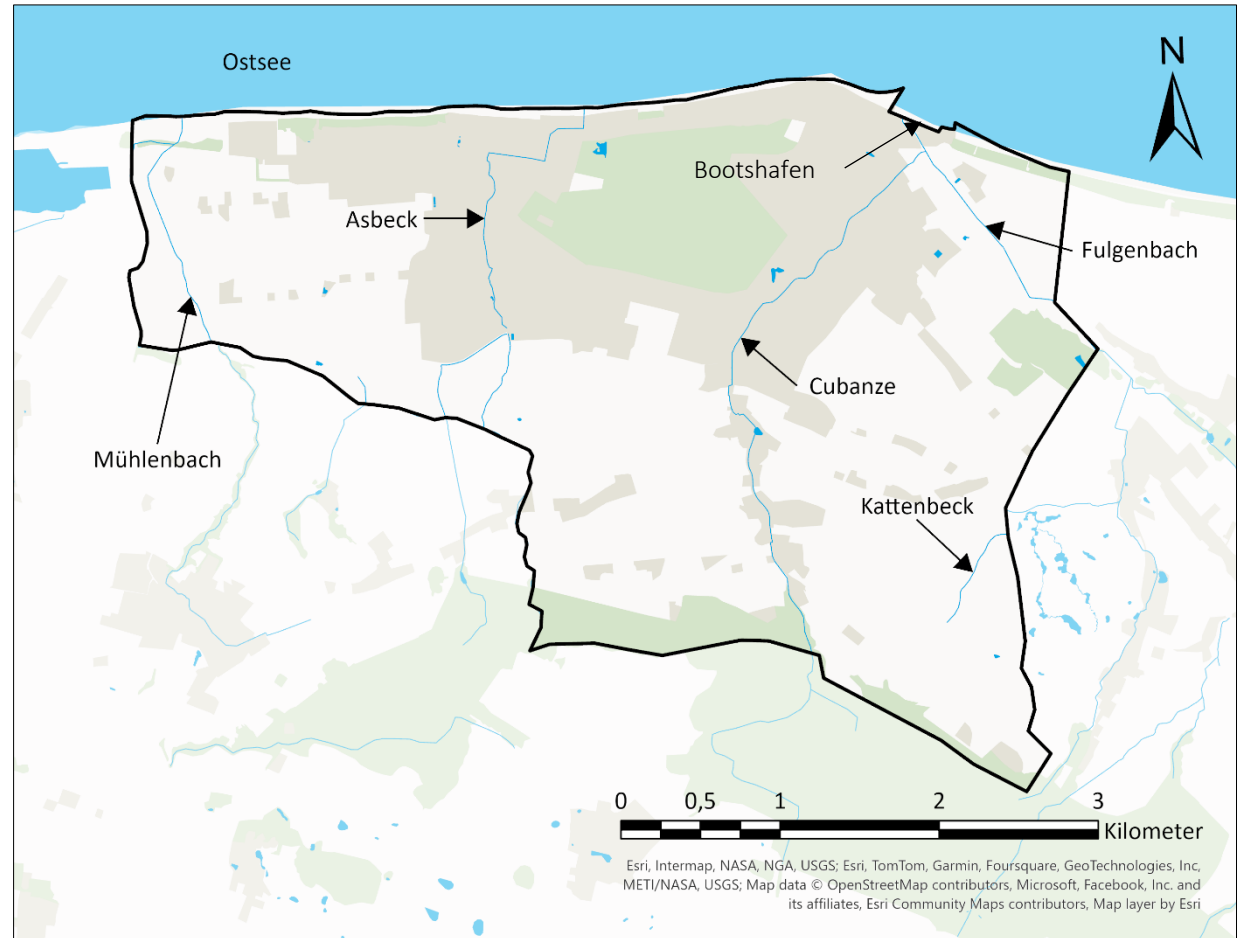 Ostsee
N
Bootshafen
Asbeck
Fulgenbach
Cubanze
Mühlenbach
Kattenbeck
0 0,5 1 2 3
Kilometer
Esri, Intermap, NASA, NGA, USGS; Esri, TomTom, Garmin, Foursquare, GeoTechnologies, Inc,
METI/NASA, USGS; Map data © OpenStreetMap contributors, Microsoft, Facebook, Inc. and
its affiliates, Esri Community Maps contributors, Map layer by Esri